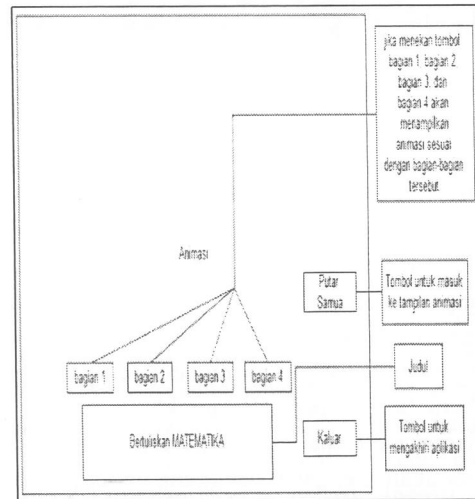 jika menekan tombol
bagian 1, bagian 2
bagian 3, dan
bagian 4 akan
menampilkan
animasi sesuai
dengan bagian-bagian
tersebut
Animasi
Putar
Samua
Tombol untuk masuk
ke tampilan animasi
bagian 1
bagian 2
bagian 3
bagian 4
Judul
Bertuliskan MATEMATIKA
Kaluar
Tombol untuk
mengakhiri aplikasi